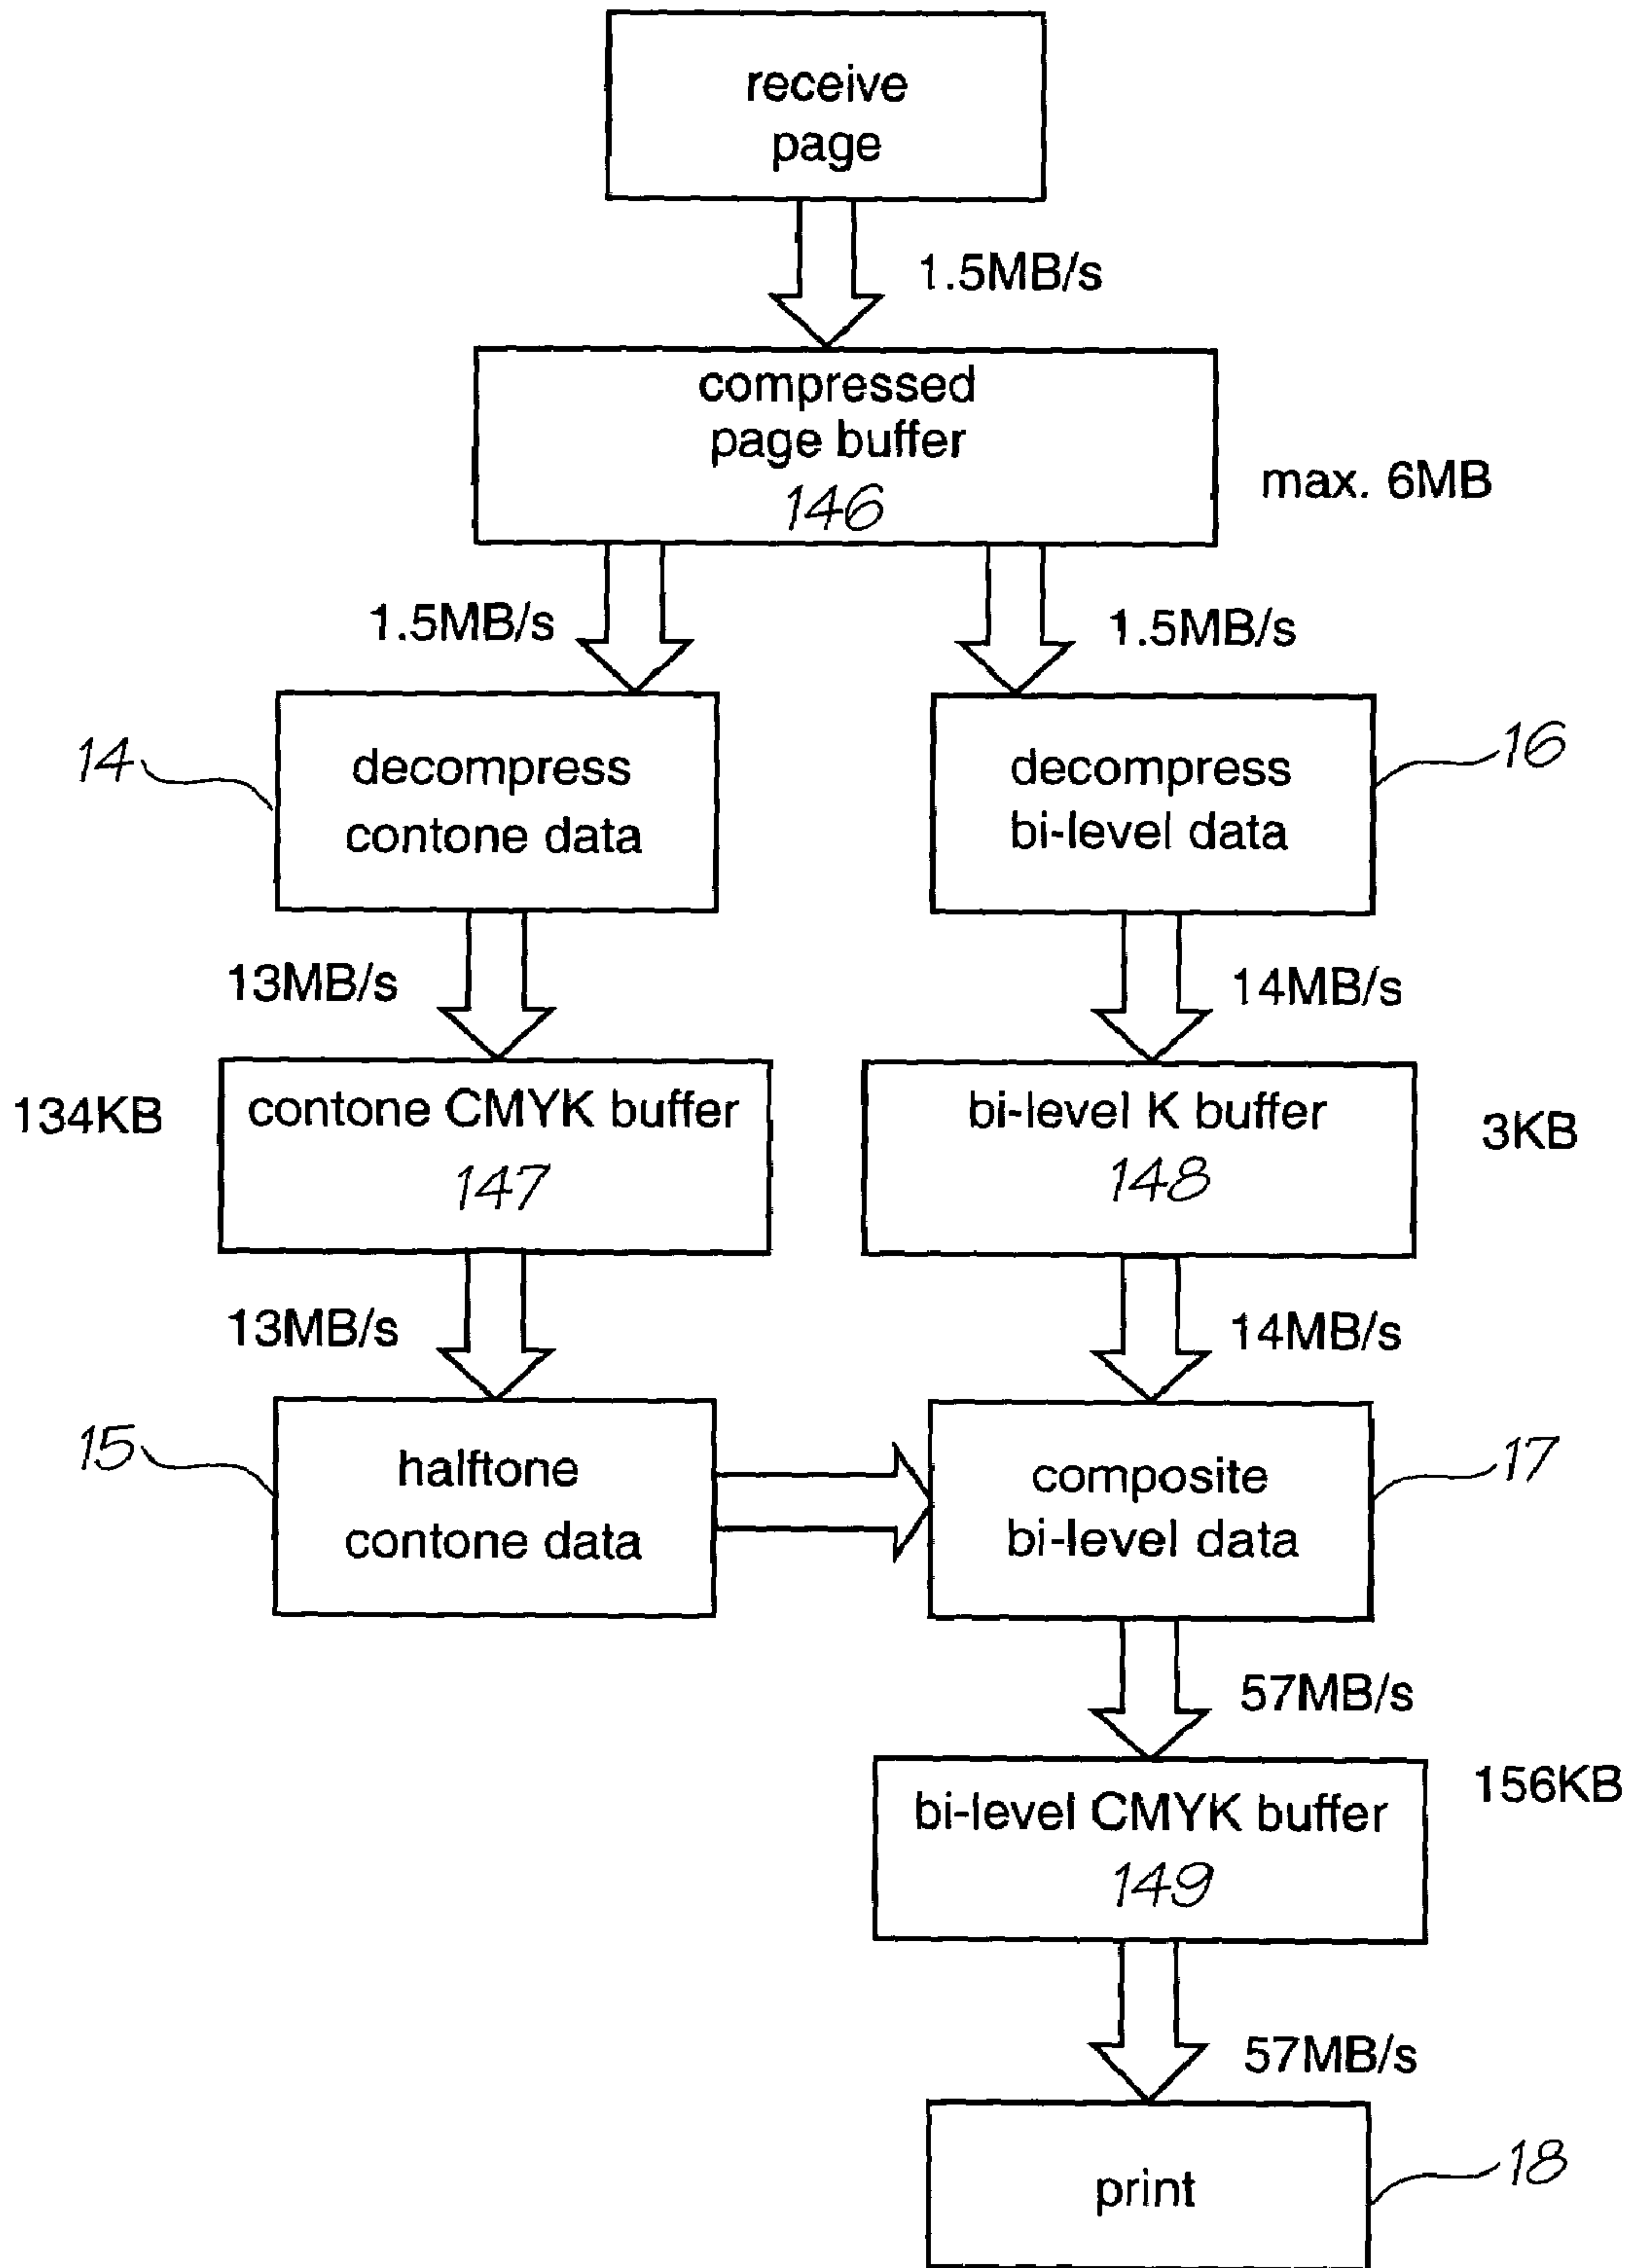 receive
page
1.5MB/s
compressed
page buffer
146
max. 6MB
1.5MB/s
1.5MB/s
14
decompress
contone data
decompress
bi-level data
16
13MB/s
14MB/s
134KB
contone CMYK buffer
147
bi-level K buffer
148
3KB
13MB/s
14MB/s
15
halftone
contone data
composite
bi-level data
17
57MB/s
bi-level CMYK buffer
149
156KB
57MB/s
print
18